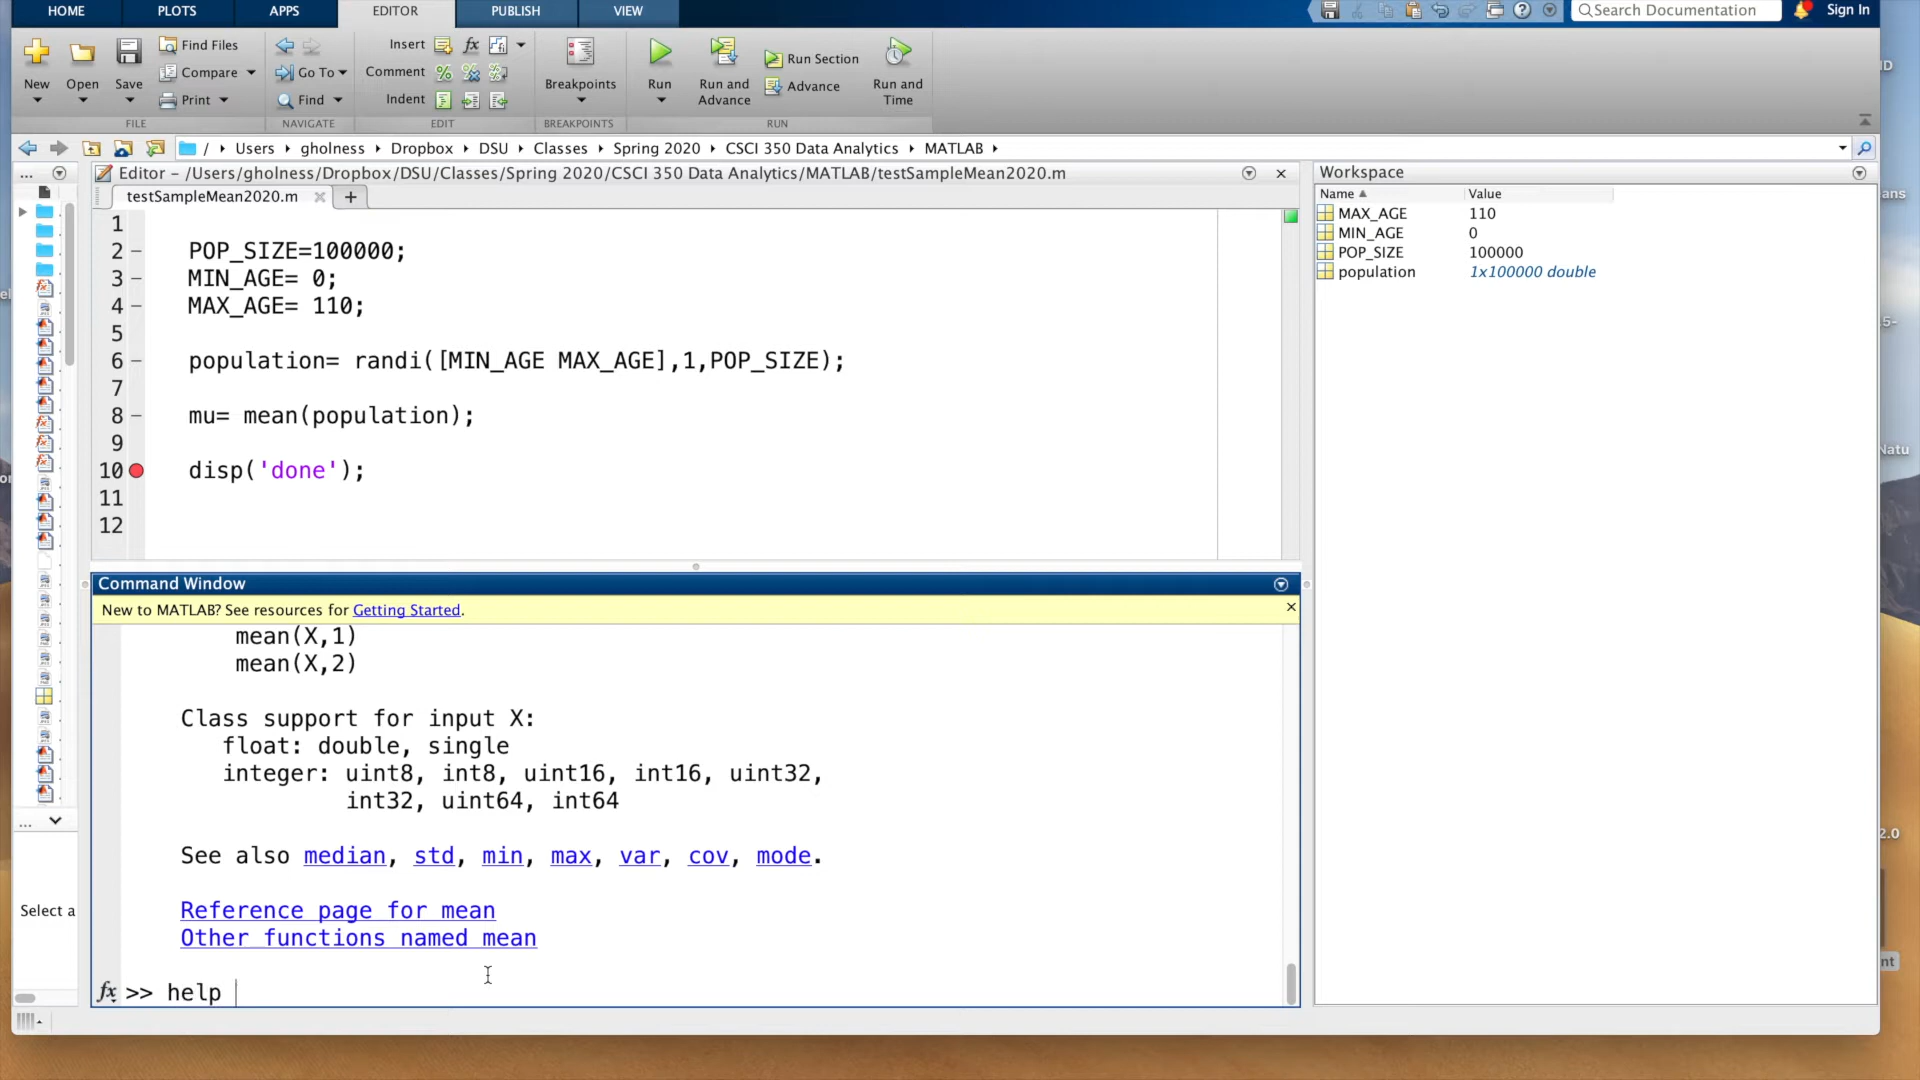 HOME PLOTS APPS EDITOR PUBLISH VIEW
Search Documentation Sign In
New Open Save Find Files Compare Print
Go To Find
Insert fx Comment Indent
Breakpoints Run Run and Advance Run Section Advance Run and Time
FILE NAVIGATE EDIT BREAKPOINTS RUN
/ Users gholness Dropbox DSU Classes Spring 2020 CSCI 350 Data Analytics MATLAB
Editor – /Users/gholness/Dropbox/DSU/Classes/Spring 2020/CSCI 350 Data Analytics/MATLAB/testSampleMean2020.m
testSampleMean2020.m
1
2 – POP_SIZE=100000;
3 – MIN_AGE= 0;
4 – MAX_AGE= 110;
5
6 – population= randi([MIN_AGE MAX_AGE],1,POP_SIZE);
7
8 – mu= mean(population);
9
10 disp('done');
11
12
Command Window
New to MATLAB? See resources for Getting Started.
mean(X,1)
mean(X,2)
Class support for input X:
float: double, single
integer: uint8, int8, uint16, int16, uint32,
int32, uint64, int64
See also median, std, min, max, var, cov, mode.
Reference page for mean
Other functions named mean
fx >> help
Select a
Workspace
Name Value
MAX_AGE 110
MIN_AGE 0
POP_SIZE 100000
population 1x100000 double